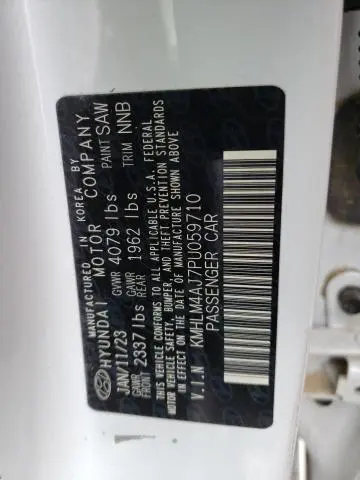 MANUFACTURED IN KOREA BY
HYUNDAI MOTOR COMPANY
JAN/11/23 GVWR 4079 lbs PAINT SAW
GAWR FRONT 2337 lbs GAWR REAR 1962 lbs TRIM NNB
THIS VEHICLE CONFORMS TO ALL APPLICABLE U.S.A. FEDERAL
MOTOR VEHICLE SAFETY, BUMPER, AND THEFT PREVENTION STANDARDS
IN EFFECT ON THE DATE OF MANUFACTURE SHOWN ABOVE
V.I.N KMHLM4AJ7PU059710
PASSENGER CAR